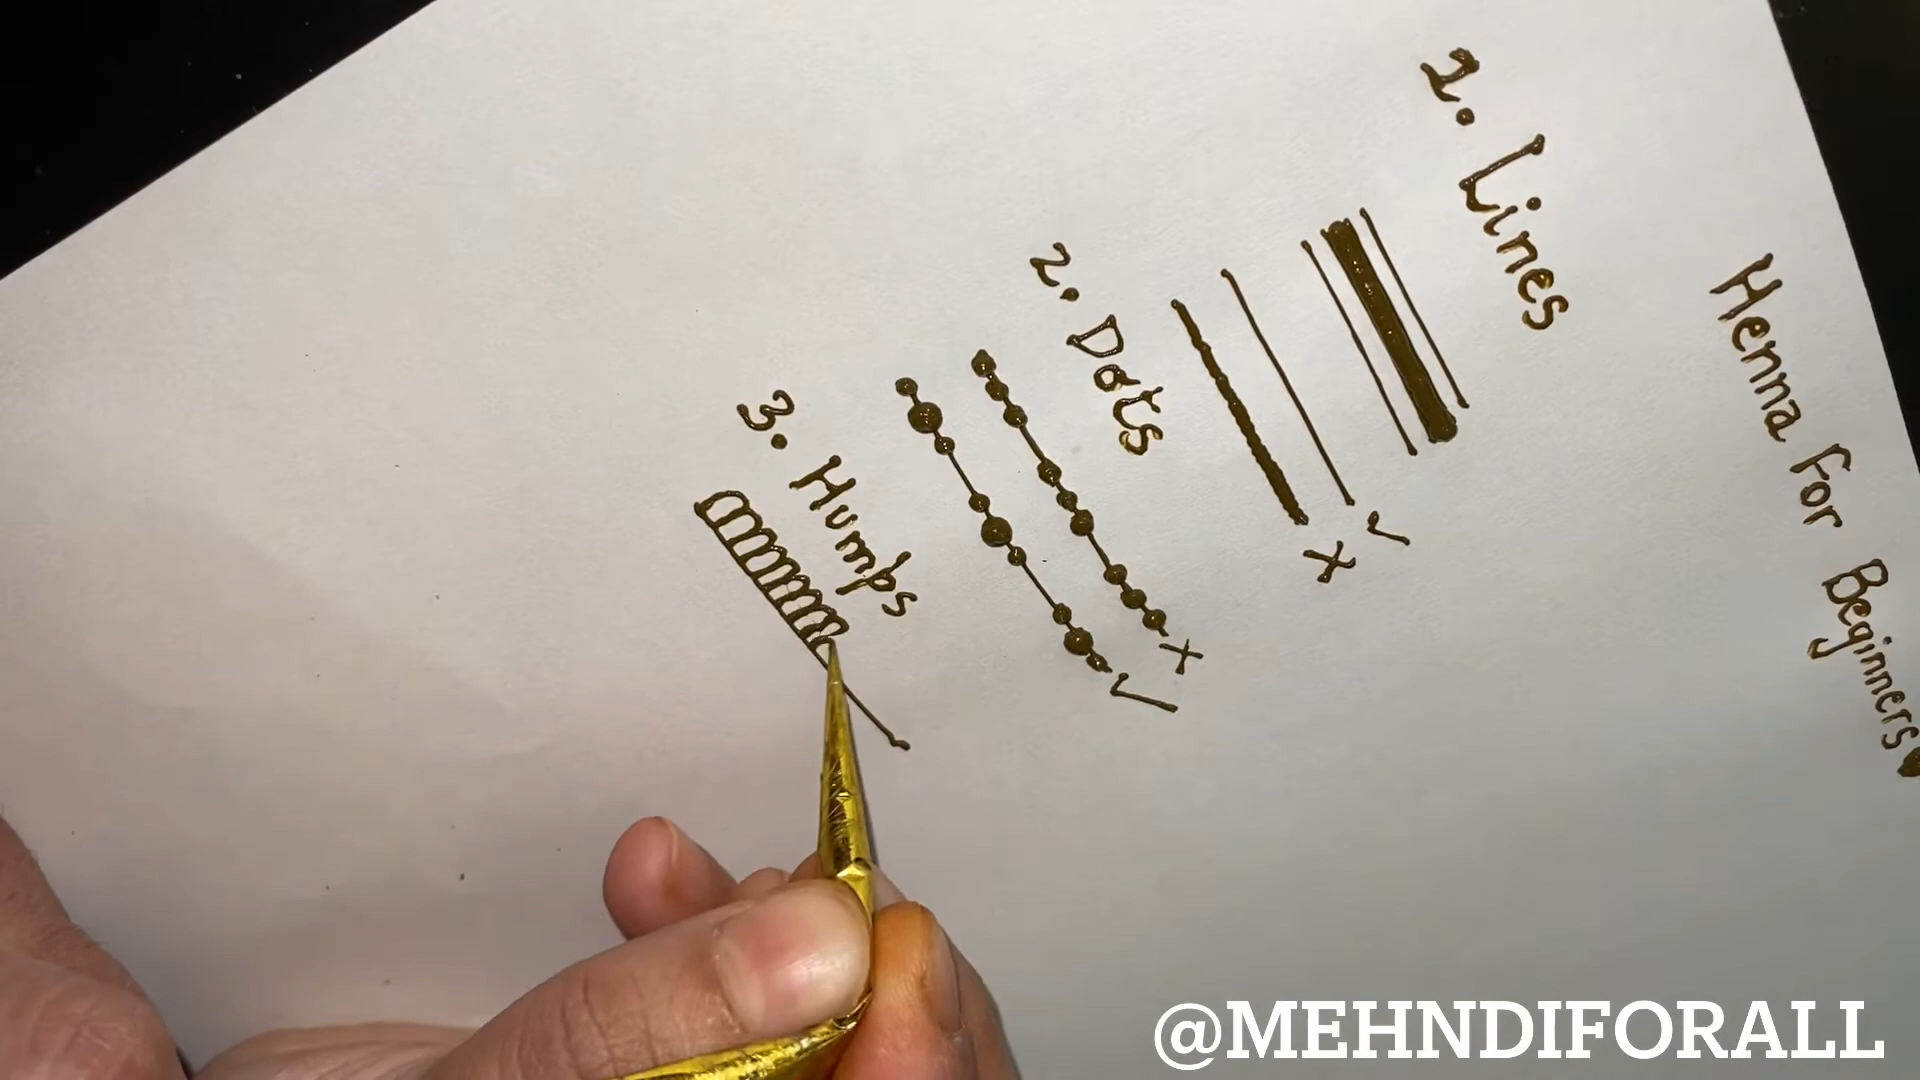 Henna For Beginners
1. Lines
✓
x
2. Dots
x
✓
3. Humps
@MEHNDIFORALL